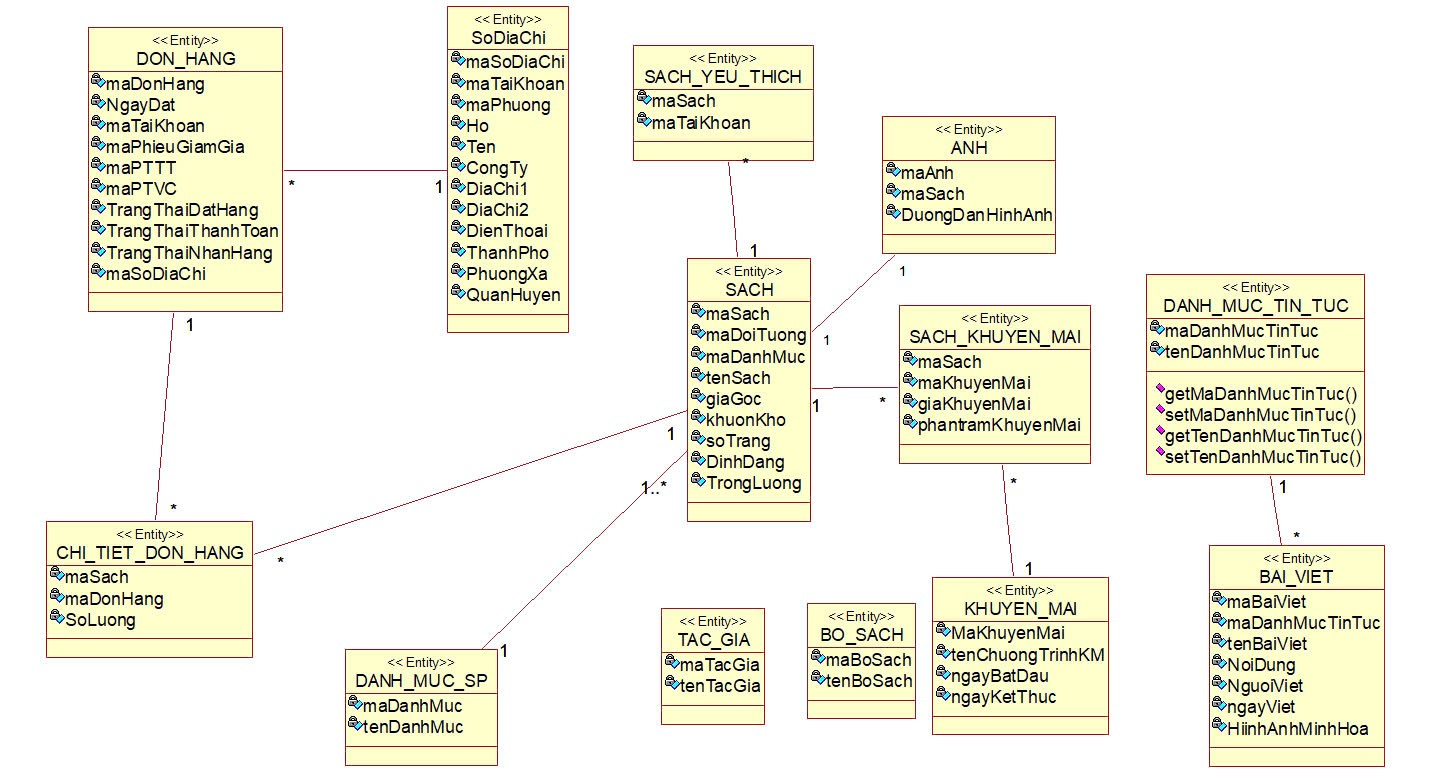 << Entity>>
DON_HANG
maDonHang
NgayDat
maTaiKhoan
maPhieuGiamGia
maPTTT
maPTVC
TrangThaiDatHang
TrangThaiThanhToan
TrangThaiNhanHang
maSoDiaChi
*
1
1
*
<< Entity>>
SoDiaChi
maSoDiaChi
maTaiKhoan
maPhuong
Ho
Ten
CongTy
DiaChi1
DiaChi2
DienThoai
ThanhPho
PhuongXa
QuanHuyen
<< Entity>>
SACH_YEU_THICH
maSach
maTaiKhoan
*
1
<< Entity>>
ANH
maAnh
maSach
DuongDanHinhAnh
1
1
<< Entity>>
SACH
maSach
maDoiTuong
maDanhMuc
tenSach
giaGoc
khuonKho
soTrang
DinhDang
TrongLuong
1
*
1
1..*
<< Entity>>
SACH_KHUYEN_MAI
maSach
maKhuyenMai
giaKhuyenMai
phantramKhuyenMai
*
1
<< Entity>>
DANH_MUC_TIN_TUC
maDanhMucTinTuc
tenDanhMucTinTuc
getMaDanhMucTinTuc()
setMaDanhMucTinTuc()
getTenDanhMucTinTuc()
setTenDanhMucTinTuc()
1
*
<< Entity>>
CHI_TIET_DON_HANG
maSach
maDonHang
SoLuong
*
<< Entity>>
DANH_MUC_SP
maDanhMuc
tenDanhMuc
1
<< Entity>>
TAC_GIA
maTacGia
tenTacGia
<< Entity>>
BO_SACH
maBoSach
tenBoSach
<< Entity>>
KHUYEN_MAI
MaKhuyenMai
tenChuongTrinhKM
ngayBatDau
ngayKetThuc
<< Entity>>
BAI_VIET
maBaiViet
maDanhMucTinTuc
tenBaiViet
NoiDung
NguoiViet
ngayViet
HiinhAnhMinhHoa